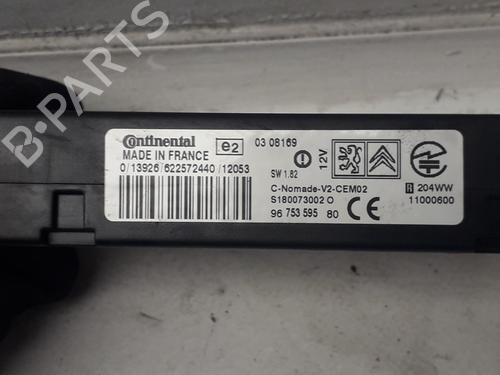 B-PARTS
Continental
e2
03 08169
MADE IN FRANCE
0/13926/622572440/12053
SW 1.82
12V
C-Nomade-V2-CEM02
S180073002 O
96 753 595 80
R 204WW
11000600